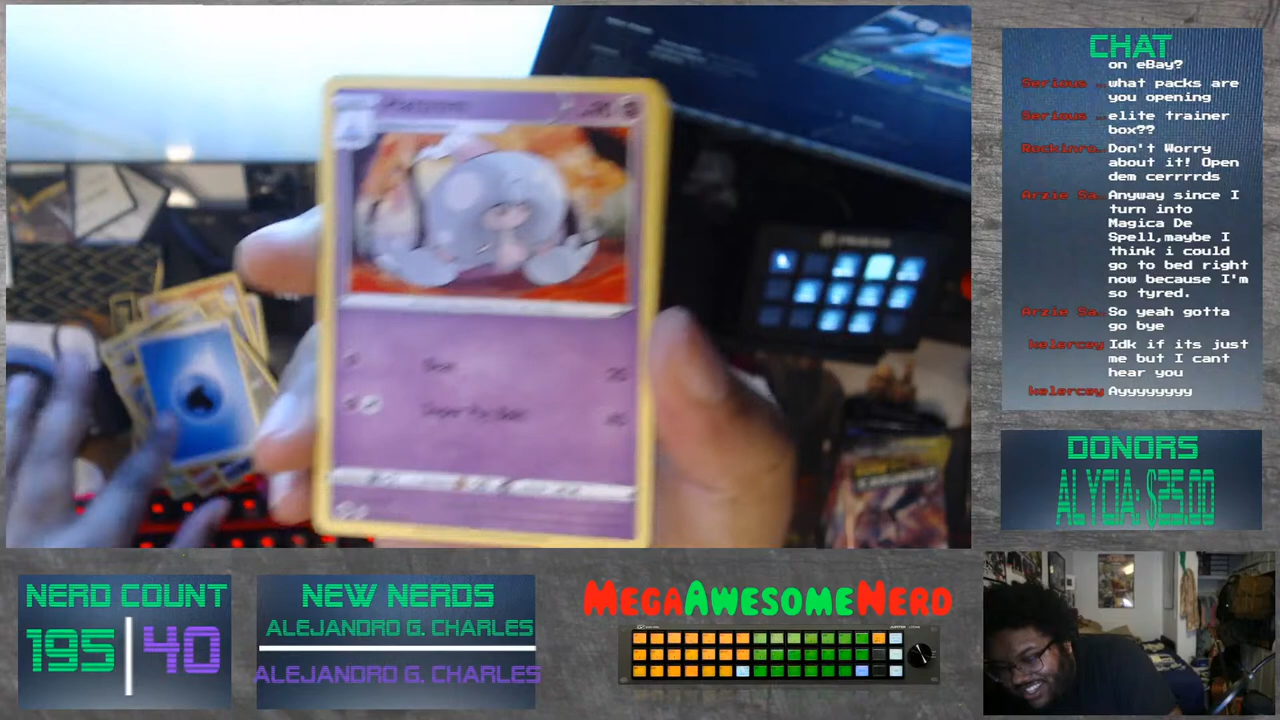 CHAT
on eBay?
Serious .. what packs are
you opening
Serious .. elite trainer
box??
Rockinro.. Don't Worry
about it! Open
dem cerrrrds
Arzie Sa.. Anyway since I
turn into
Magica De
Spell,maybe I
think i could
go to bed right
now because I'm
so tyred.
Arzie Sa.. So yeah gotta
go bye
kelercey Idk if its just
me but I cant
hear you
kelercey Ayyyyyyyy
DONORS
ALYCIA: $25.00
NERD COUNT
195 40
NEW NERDS
ALEJANDRO G. CHARLES
ALEJANDRO G. CHARLES
MEGAAWESOMENERD